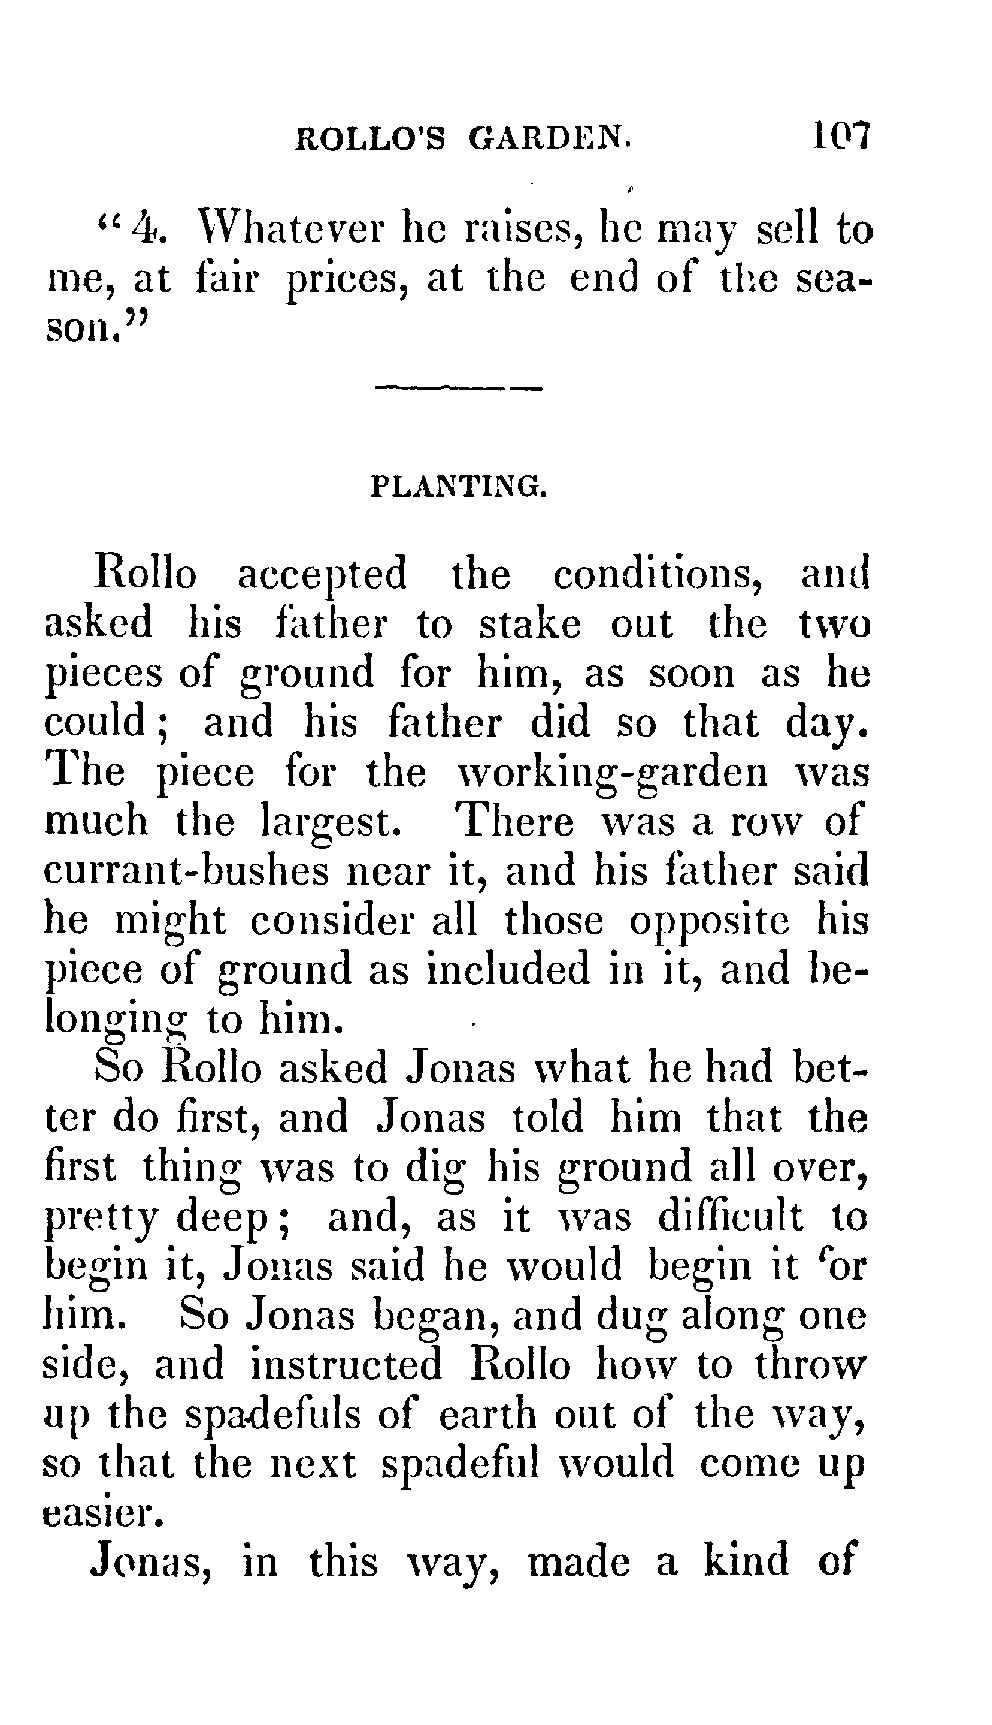 ROLLO'S GARDEN. 107
"4. Whatever he raises, he may sell to
me, at fair prices, at the end of the sea-
son."
PLANTING.
Rollo accepted the conditions, and
asked his father to stake out the two
pieces of ground for him, as soon as he
could; and his father did so that day.
The piece for the working-garden was
much the largest. There was a row of
currant-bushes near it, and his father said
he might consider all those opposite his
piece of ground as included in it, and be-
longing to him.
So Rollo asked Jonas what he had bet-
ter do first, and Jonas told him that the
first thing was to dig his ground all over,
pretty deep; and, as it was difficult to
begin it, Jonas said he would begin it for
him. So Jonas began, and dug along one
side, and instructed Rollo how to throw
up the spadefuls of earth out of the way,
so that the next spadeful would come up
easier.
Jonas, in this way, made a kind of